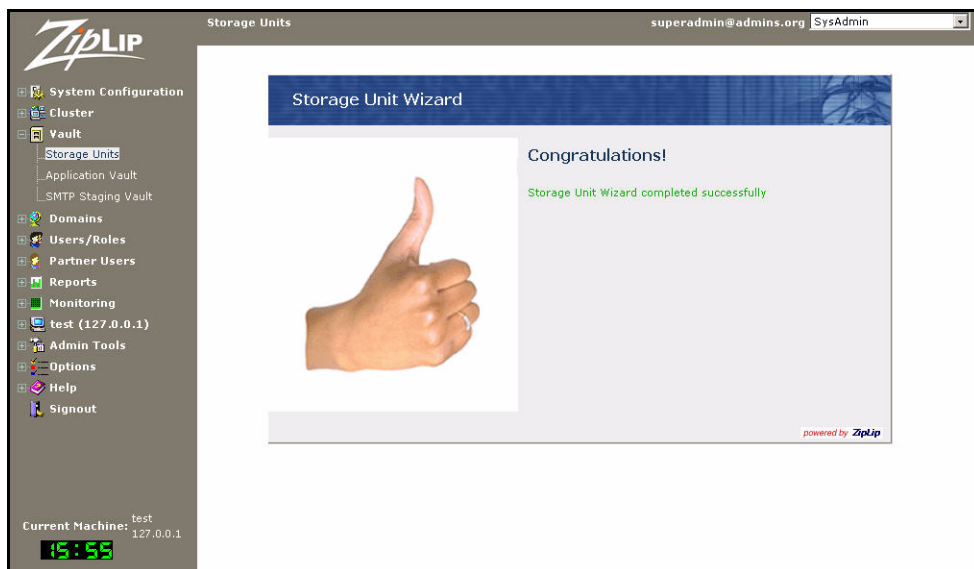 ZipLip
Storage Units
superadmin@admins.org SysAdmin
System Configuration
Cluster
Vault
Storage Units
Application Vault
SMTP Staging Vault
Domains
Users/Roles
Partner Users
Reports
Monitoring
test (127.0.0.1)
Admin Tools
Options
Help
Signout
Current Machine: test
127.0.0.1
15:55
Storage Unit Wizard
Congratulations!
Storage Unit Wizard completed successfully
powered by ZipLip